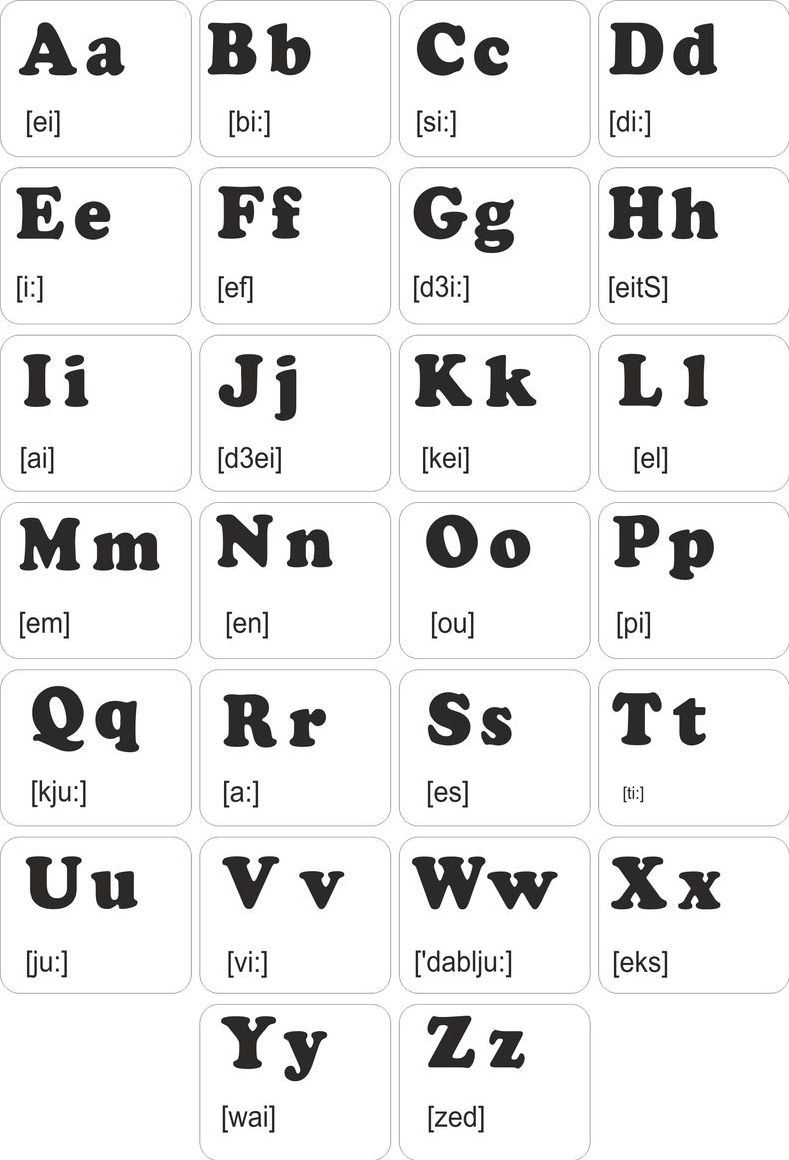 Aa Bb Cc Dd
[ei] [bi:] [si:] [di:]
Ee Ff Gg Hh
[i:] [ef] [d3i:] [eitS]
Ii Jj Kk L l
[ai] [d3ei] [kei] [el]
Mm Nn Oo Pp
[em] [en] [ou] [pi]
Qq Rr Ss Tt
[kju:] [a:] [es] [ti:]
Uu V v Ww Xx
[ju:] [vi:] ['dablju:] [eks]
Yy Zz
[wai] [zed]